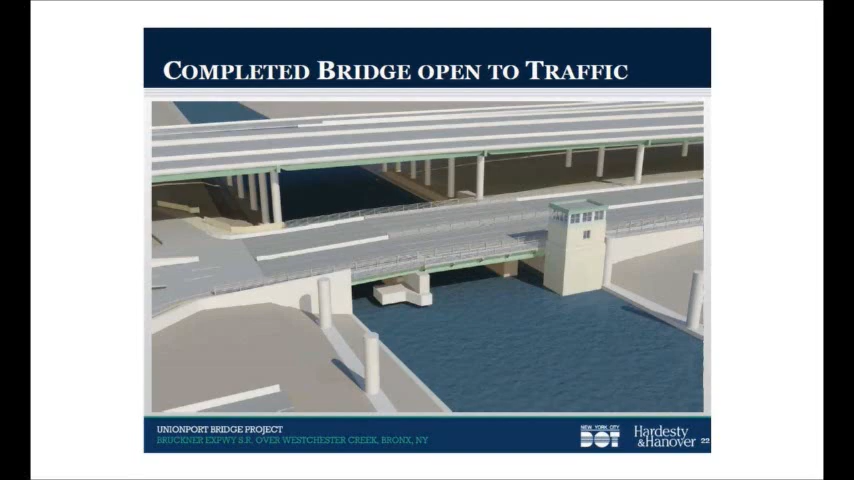 COMPLETED BRIDGE OPEN TO TRAFFIC
UNIONPORT BRIDGE PROJECT
BRUCKNER EXPWY S.R. OVER WESTCHESTER CREEK, BRONX, NY
NEW YORK CITY
DOT
Hardesty
&Hanover
22